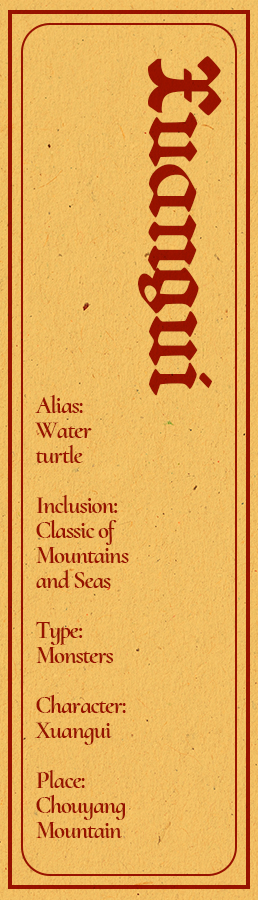 Xuangui
Alias:
Water
turtle
Inclusion:
Classic of
Mountains
and Seas
Type:
Monsters
Character:
Xuangui
Place:
Chouyang
Mountain